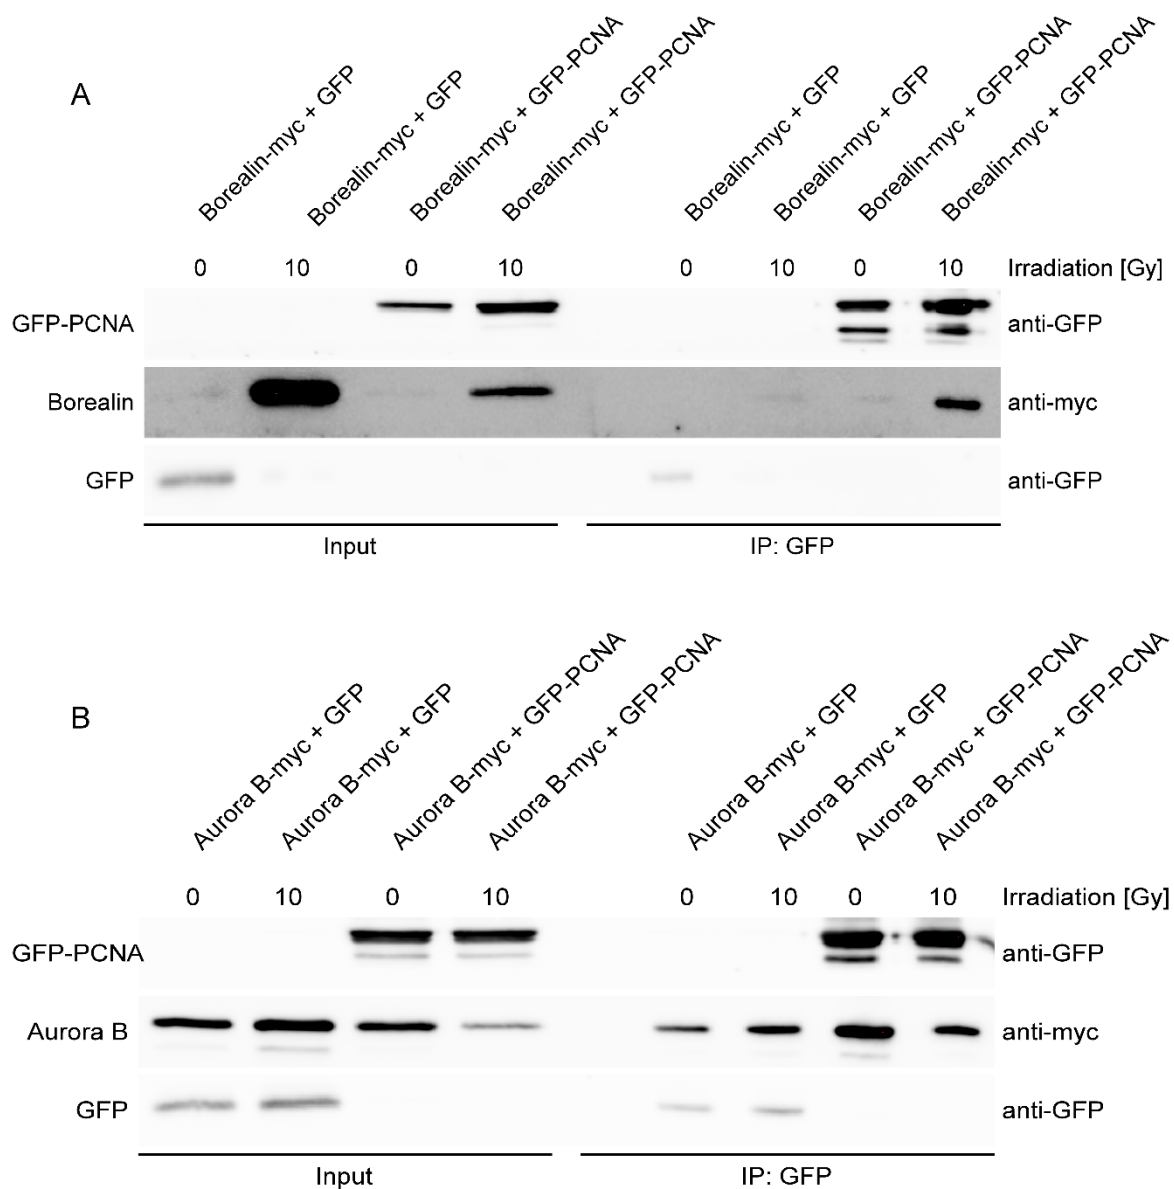 A
Borealin-myc + GFP
Borealin-myc + GFP
Borealin-myc + GFP-PCNA
Borealin-myc + GFP-PCNA
Borealin-myc + GFP
Borealin-myc + GFP
Borealin-myc + GFP-PCNA
Borealin-myc + GFP-PCNA
0 10 0 10 0 10 0 10 Irradiation [Gy]
GFP-PCNA anti-GFP
Borealin anti-myc
GFP anti-GFP
Input IP: GFP
B
Aurora B-myc + GFP
Aurora B-myc + GFP
Aurora B-myc + GFP-PCNA
Aurora B-myc + GFP-PCNA
Aurora B-myc + GFP
Aurora B-myc + GFP
Aurora B-myc + GFP-PCNA
Aurora B-myc + GFP-PCNA
0 10 0 10 0 10 0 10 Irradiation [Gy]
GFP-PCNA anti-GFP
Aurora B anti-myc
GFP anti-GFP
Input IP: GFP